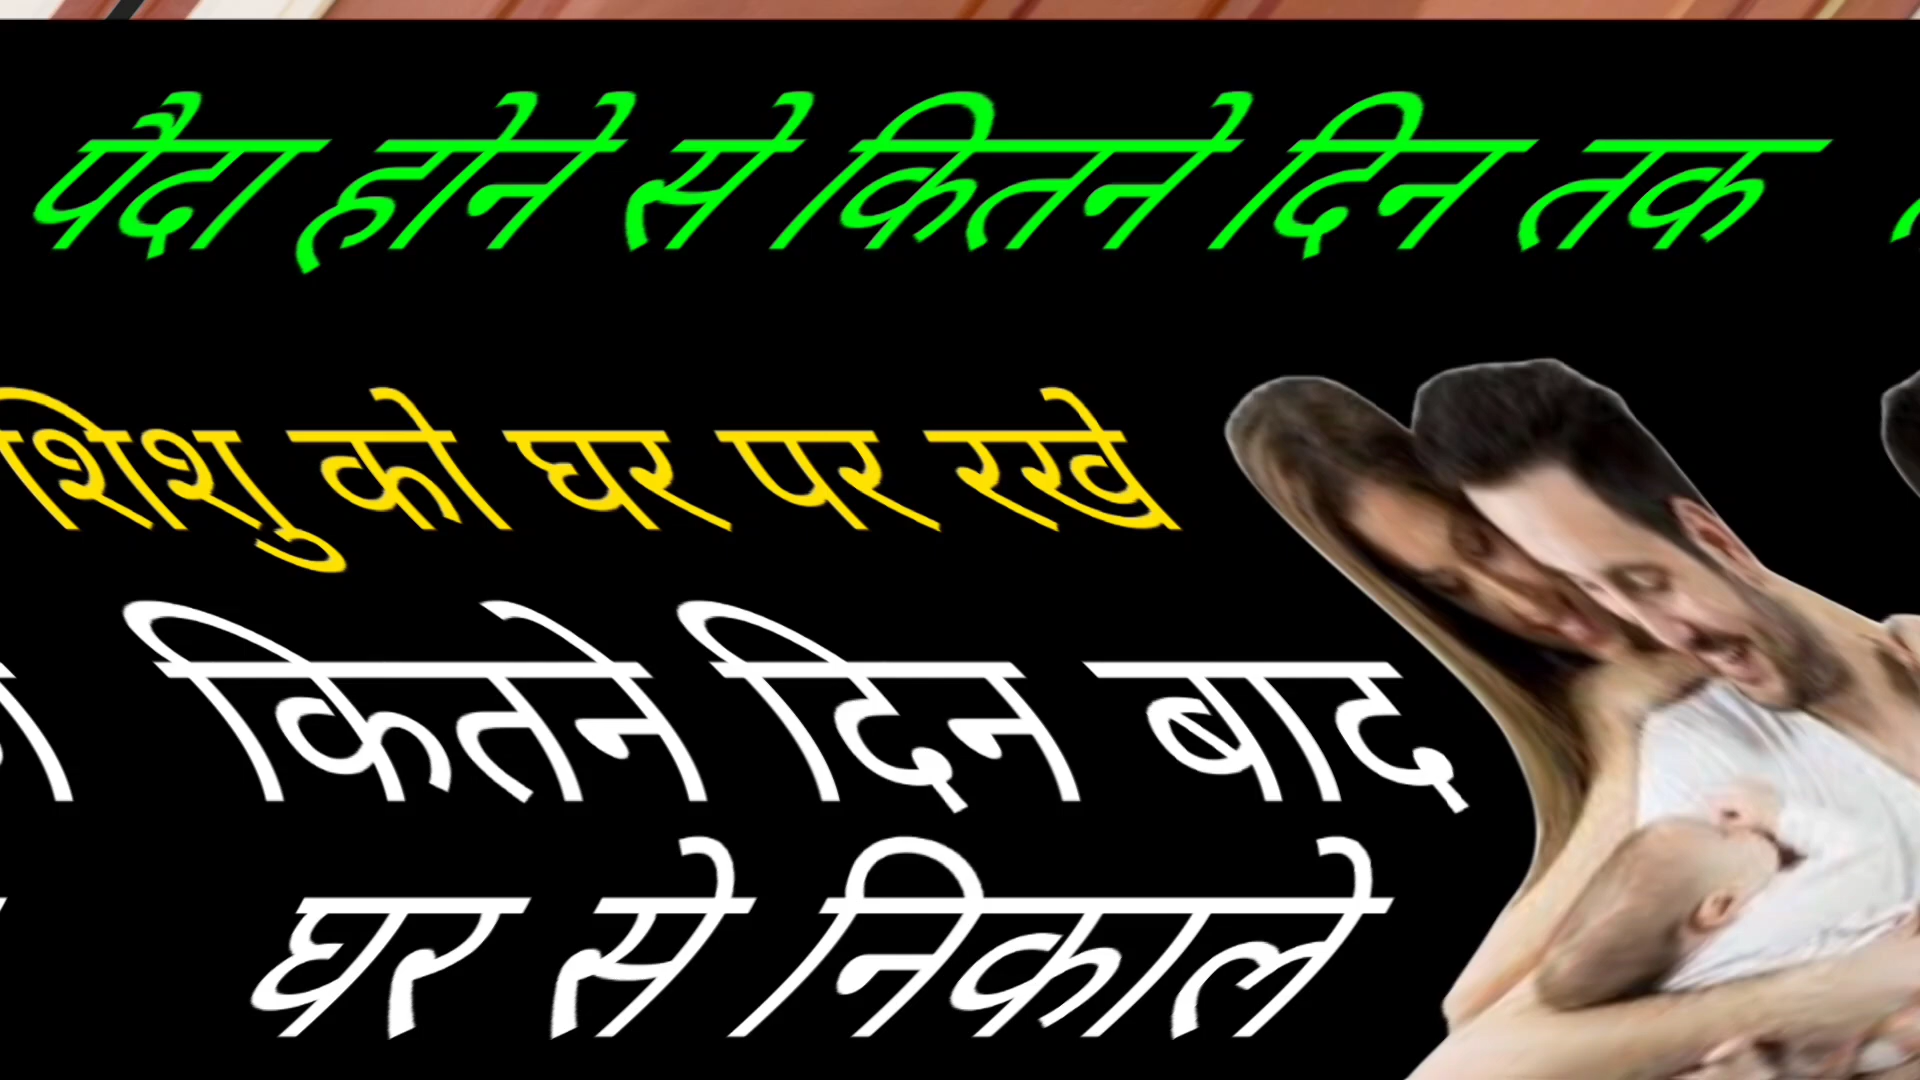 पैदा होने से कितने दिन तक
शिशु को घर पर रखे
कितने दिन बाद
घर से निकाले